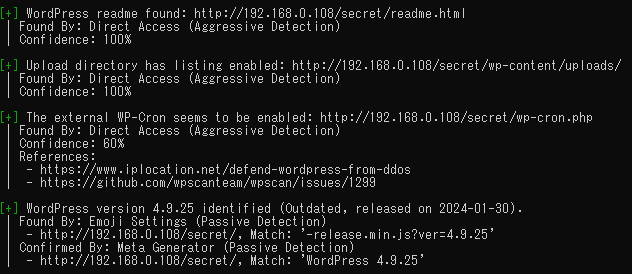 [+] WordPress readme found: http://192.168.0.108/secret/readme.html
 | Found By: Direct Access (Aggressive Detection)
 | Confidence: 100%
[+] Upload directory has listing enabled: http://192.168.0.108/secret/wp-content/uploads/
 | Found By: Direct Access (Aggressive Detection)
 | Confidence: 100%
[+] The external WP-Cron seems to be enabled: http://192.168.0.108/secret/wp-cron.php
 | Found By: Direct Access (Aggressive Detection)
 | Confidence: 60%
 | References:
 |  - https://www.iplocation.net/defend-wordpress-from-ddos
 |  - https://github.com/wpscanteam/wpscan/issues/1299
[+] WordPress version 4.9.25 identified (Outdated, released on 2024-01-30).
 | Found By: Emoji Settings (Passive Detection)
 |  - http://192.168.0.108/secret/, Match: '-release.min.js?ver=4.9.25'
 | Confirmed By: Meta Generator (Passive Detection)
 |  - http://192.168.0.108/secret/, Match: 'WordPress 4.9.25'